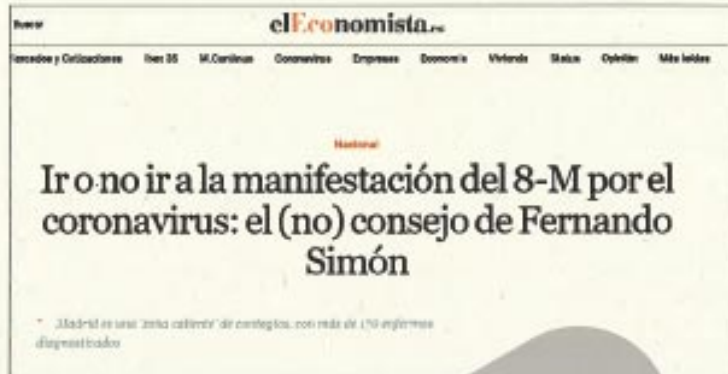 Buscar
elEconomista.es
Mercados y Cotizaciones Ibex 35 M.Continuo Coronavirus Empresas Economía Vivienda Status Opinión Más leídas
Nacional
Ir o no ir a la manifestación del 8-M por el
coronavirus: el (no) consejo de Fernando
Simón
Madrid es una 'zona caliente' de contagios, con más de 170 enfermos
diagnosticados